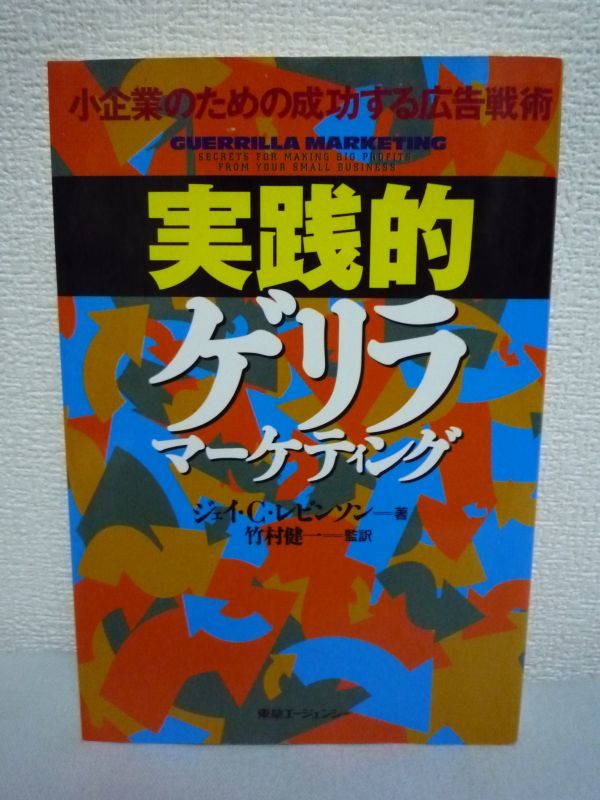 小企業のための成功する広告戦術
GUERRILLA MARKETING
SECRETS FOR MAKING BIG PROFITS
FROM YOUR SMALL BUSINESS
実践的
ゲリラ
マーケティング
ジェイ・C・レビンソン＝著
竹村健一＝監訳
東急エージェンシー